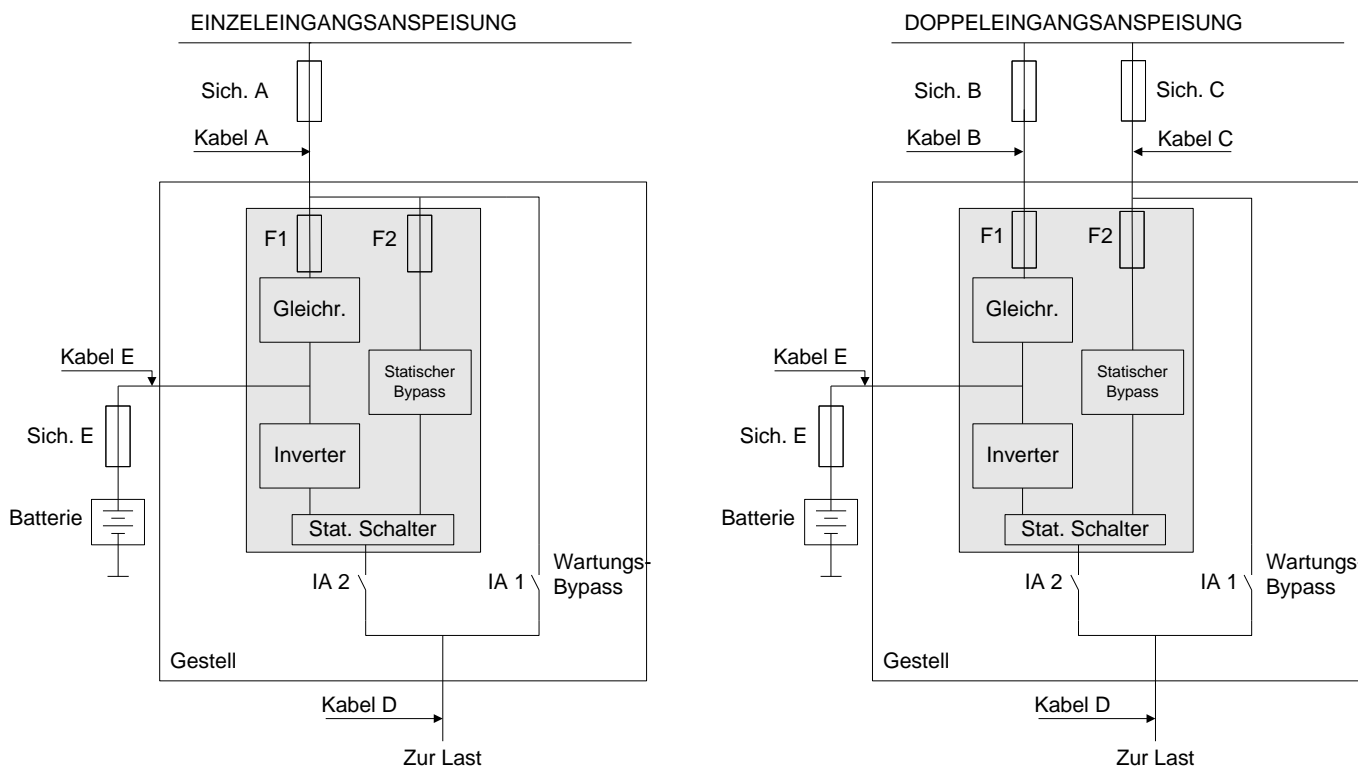 EINZELEINGANGSANSPEISUNG
Sich. A
Kabel A
F1
F2
Gleichr.
Kabel E
Statischer
Bypass
Sich. E
Inverter
Batterie
Stat. Schalter
IA 2
IA 1
Wartungs-
Bypass
Gestell
Kabel D
Zur Last
DOPPELEINGANGSANSPEISUNG
Sich. B
Sich. C
Kabel B
Kabel C
F1
F2
Gleichr.
Kabel E
Statischer
Bypass
Sich. E
Inverter
Batterie
Stat. Schalter
IA 2
IA 1
Wartungs
Bypass
Gestell
Kabel D
Zur Last